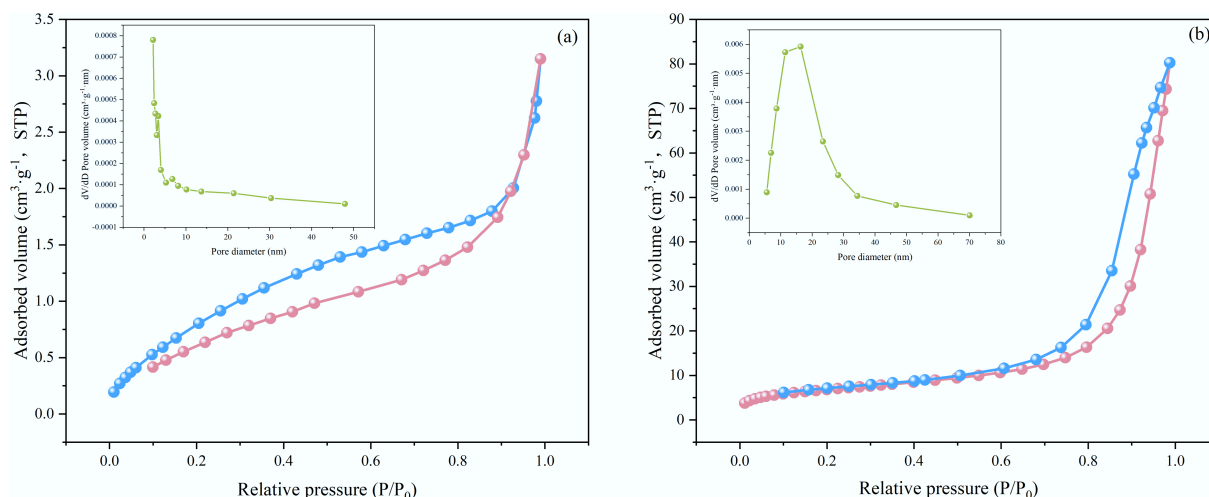 (a)
Adsorbed volume (cm³·g⁻¹, STP)
3.5
3.0
2.5
2.0
1.5
1.0
0.5
0.0
0.0 0.2 0.4 0.6 0.8 1.0
Relative pressure (P/P₀)
dV/dD Pore volume (cm³·g⁻¹·nm)
0.0008
0.0007
0.0006
0.0005
0.0004
0.0003
0.0002
0.0001
0.0000
-0.0001
0 10 20 30 40 50
Pore diameter (nm)
(b)
Adsorbed volume (cm³·g⁻¹, STP)
90
80
70
60
50
40
30
20
10
0
0.0 0.2 0.4 0.6 0.8 1.0
Relative pressure (P/P₀)
dV/dD Pore volume (cm³·g⁻¹·nm)
0.006
0.005
0.004
0.003
0.002
0.001
0.000
0 10 20 30 40 50 60 70 80
Pore diameter (nm)